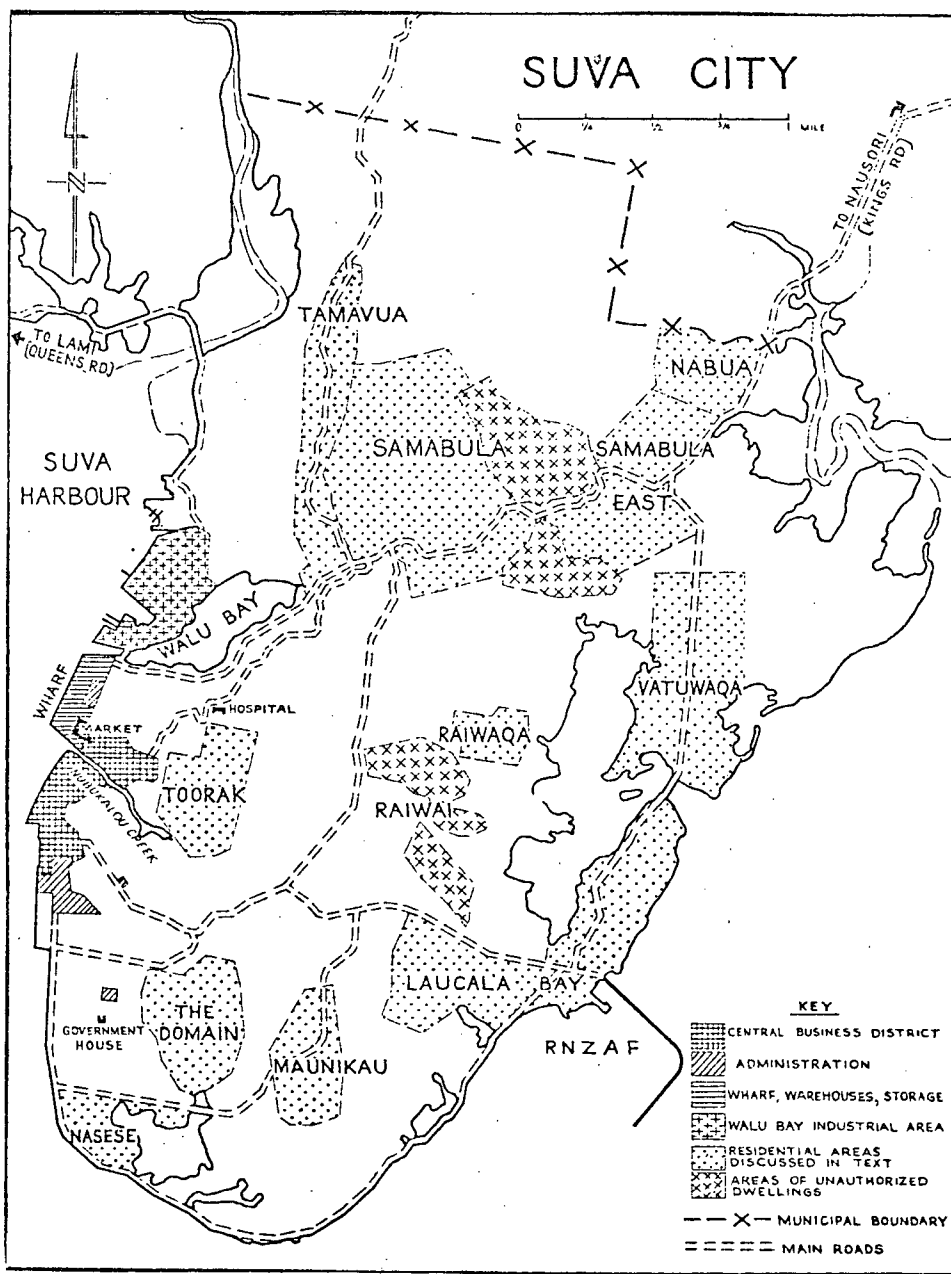 SUVA CITY
0 1/4 1/2 3/4 1 MILE
N
TO NAUSORI
(KINGS RD)
TAMAVUA
TO LAMI
(QUEENS RD)
NABUA
SUVA
HARBOUR
SAMABULA
SAMABULA
EAST
WALU BAY
WHARF
MARKET
HOSPITAL
VATUWAQA
RAIWAQA
TOORAK
RAIWAI
CREEK
LAUCALA BAY
THE
DOMAIN
GOVERNMENT
HOUSE
MAUNIKAU
RNZAF
NASESE
KEY
CENTRAL BUSINESS DISTRICT
ADMINISTRATION
WHARF, WAREHOUSES, STORAGE
WALU BAY INDUSTRIAL AREA
RESIDENTIAL AREAS
DISCUSSED IN TEXT
AREAS OF UNAUTHORIZED
DWELLINGS
MUNICIPAL BOUNDARY
MAIN ROADS